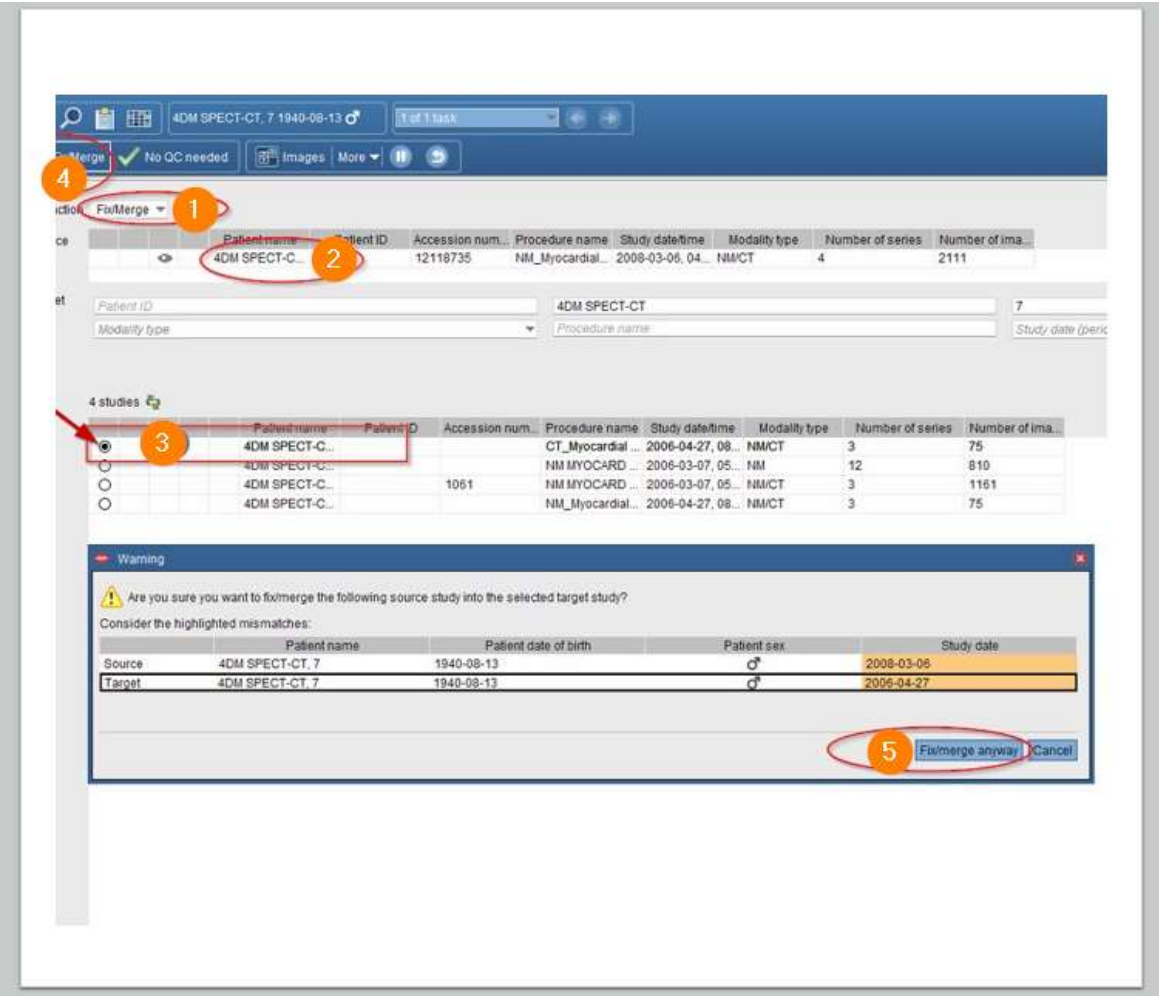 4DM SPECT-CT, 7 1940-08-13 ♂ 1 of 1 task
/Merge No QC needed Images More
4
ction Fix/Merge 1
ce Patient name Patient ID Accession num... Procedure name Study date/time Modality type Number of series Number of ima...
4DM SPECT-C... 2 12118735 NM_Myocardial... 2008-03-06, 04... NM/CT 4 2111
et Patient ID 4DM SPECT-CT 7
Modality type Procedure name Study date (peric
4 studies
Patient name Patient ID Accession num... Procedure name Study date/time Modality type Number of series Number of ima...
3 4DM SPECT-C... CT_Myocardial ... 2006-04-27, 08... NM/CT 3 75
4DM SPECT-C... NM MYOCARD ... 2006-03-07, 05... NM 12 810
4DM SPECT-C... 1061 NM MYOCARD ... 2006-03-07, 05... NM/CT 3 1161
4DM SPECT-C... NM_Myocardial... 2006-04-27, 08... NM/CT 3 75
Warning
Are you sure you want to fix/merge the following source study into the selected target study?
Consider the highlighted mismatches:
Patient name Patient date of birth Patient sex Study date
Source 4DM SPECT-CT, 7 1940-08-13 ♂ 2008-03-06
Target 4DM SPECT-CT, 7 1940-08-13 ♂ 2006-04-27
5 Fix/merge anyway Cancel